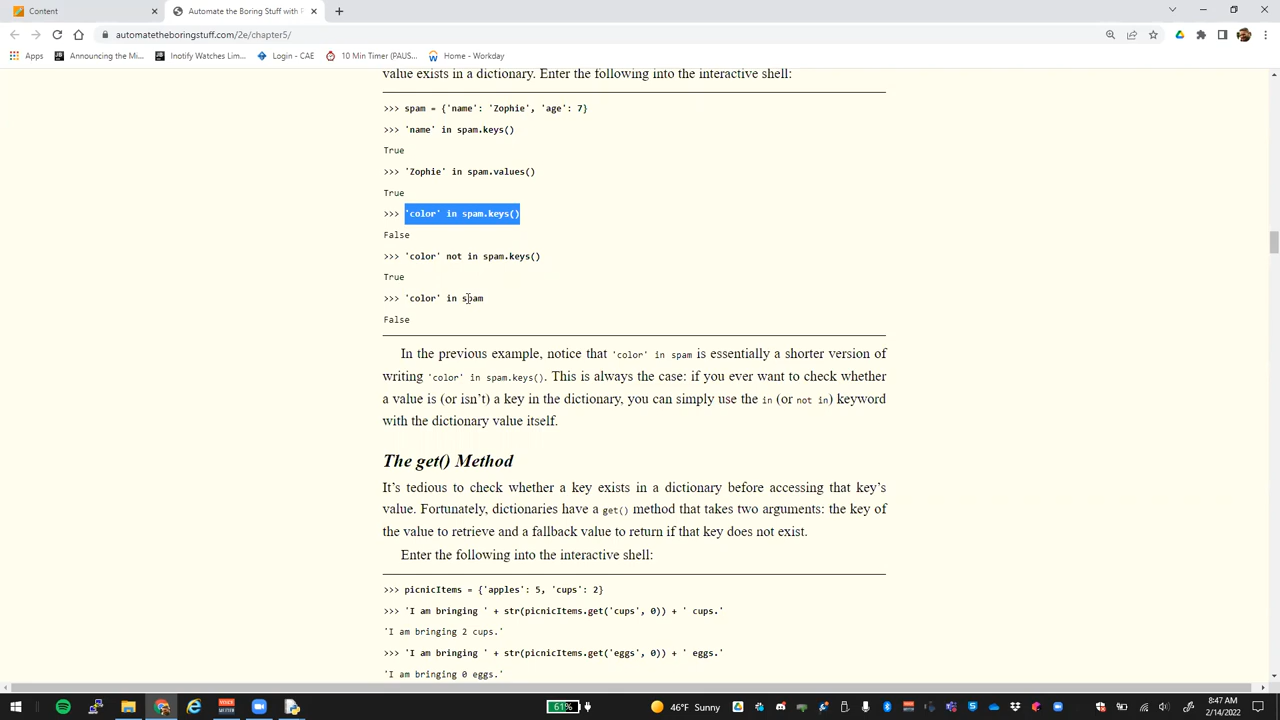 Content
Automate the Boring Stuff with P
automatetheboringstuff.com/2e/chapter5/
Apps
Announcing the Mi...
Inotify Watches Lim...
Login - CAE
10 Min Timer (PAUS...
Home - Workday
value exists in a dictionary. Enter the following into the interactive shell:
>>> spam = {'name': 'Zophie', 'age': 7}
>>> 'name' in spam.keys()
True
>>> 'Zophie' in spam.values()
True
>>> 'color' in spam.keys()
False
>>> 'color' not in spam.keys()
True
>>> 'color' in spam
False
In the previous example, notice that 'color' in spam is essentially a shorter version of
writing 'color' in spam.keys(). This is always the case: if you ever want to check whether
a value is (or isn't) a key in the dictionary, you can simply use the in (or not in) keyword
with the dictionary value itself.
The get() Method
It's tedious to check whether a key exists in a dictionary before accessing that key's
value. Fortunately, dictionaries have a get() method that takes two arguments: the key of
the value to retrieve and a fallback value to return if that key does not exist.
Enter the following into the interactive shell:
>>> picnicItems = {'apples': 5, 'cups': 2}
>>> 'I am bringing ' + str(picnicItems.get('cups', 0)) + ' cups.'
'I am bringing 2 cups.'
>>> 'I am bringing ' + str(picnicItems.get('eggs', 0)) + ' eggs.'
'I am bringing 0 eggs.'
61%
46°F Sunny
8:47 AM
2/14/2022